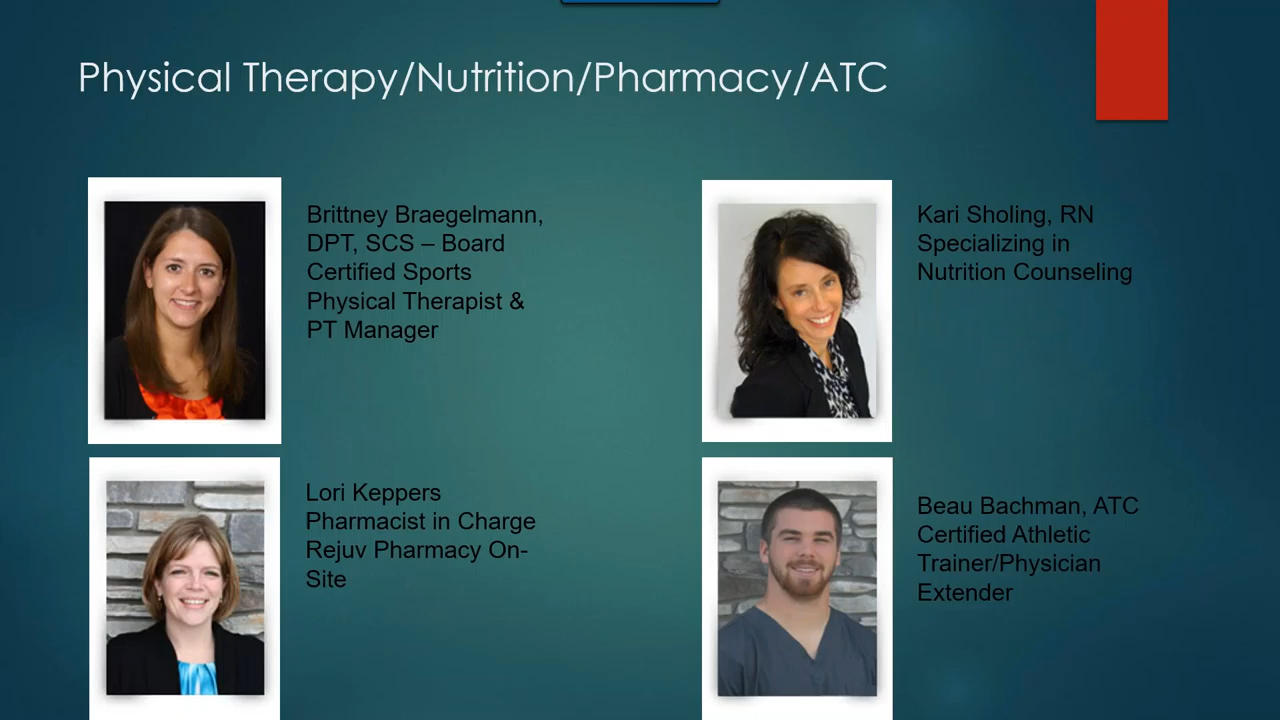 Physical Therapy/Nutrition/Pharmacy/ATC
Brittney Braegelmann,
DPT, SCS – Board
Certified Sports
Physical Therapist &
PT Manager
Kari Sholing, RN
Specializing in
Nutrition Counseling
Lori Keppers
Pharmacist in Charge
Rejuv Pharmacy On-
Site
Beau Bachman, ATC
Certified Athletic
Trainer/Physician
Extender